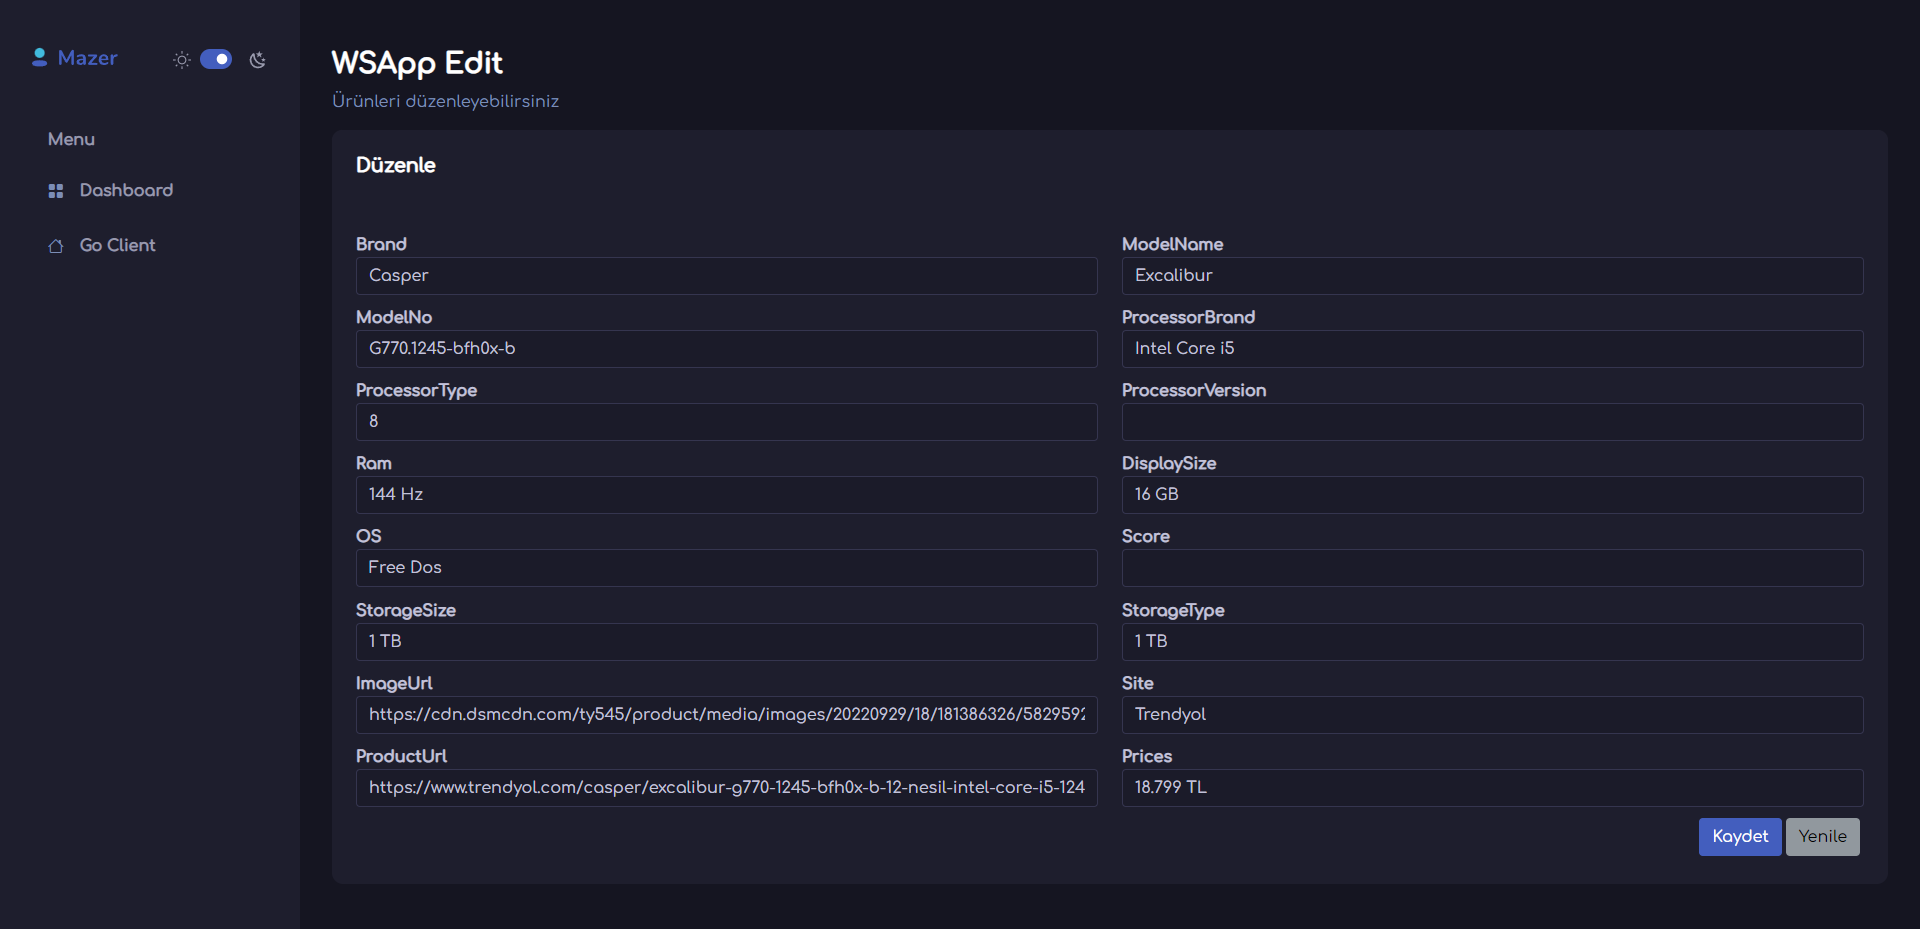 Mazer
Menu
Dashboard
Go Client
WSApp Edit
Ürünleri düzenleyebilirsiniz
Düzenle
Brand
Casper
ModelName
Excalibur
ModelNo
G770.1245-bfh0x-b
ProcessorBrand
Intel Core i5
ProcessorType
8
ProcessorVersion
Ram
144 Hz
DisplaySize
16 GB
OS
Free Dos
Score
StorageSize
1 TB
StorageType
1 TB
ImageUrl
https://cdn.dsmcdn.com/ty545/product/media/images/20220929/18/181386326/5829592
Site
Trendyol
ProductUrl
https://www.trendyol.com/casper/excalibur-g770-1245-bfh0x-b-12-nesil-intel-core-i5-124
Prices
18.799 TL
Kaydet
Yenile